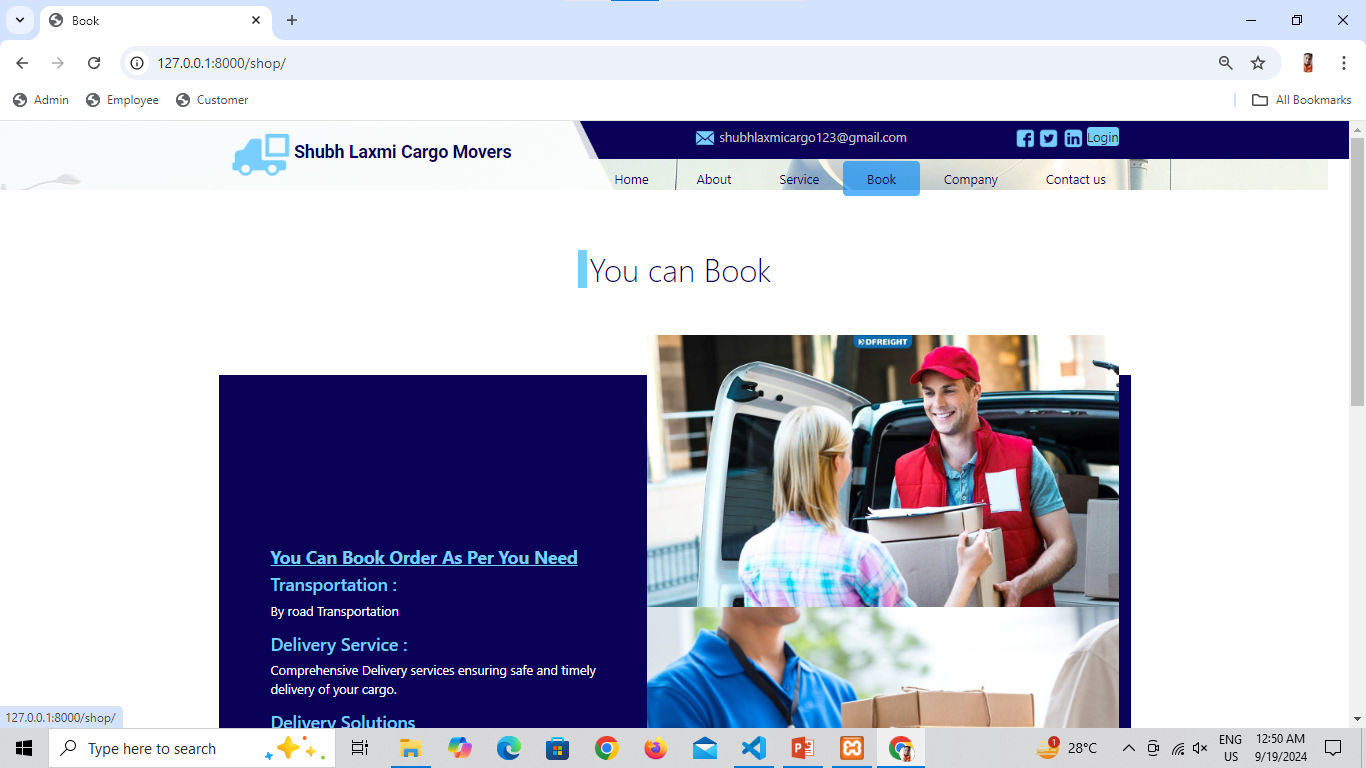 Book
127.0.0.1:8000/shop/
Admin Employee Customer All Bookmarks
shubhlaxmicargo123@gmail.com Login
Shubh Laxmi Cargo Movers
Home About Service Book Company Contact us
You can Book
DFREIGHT
You Can Book Order As Per You Need
Transportation :
By road Transportation
Delivery Service :
Comprehensive Delivery services ensuring safe and timely
delivery of your cargo.
Delivery Solutions
127.0.0.1:8000/shop/
Type here to search
1 28°C
ENG
US
12:50 AM
9/19/2024